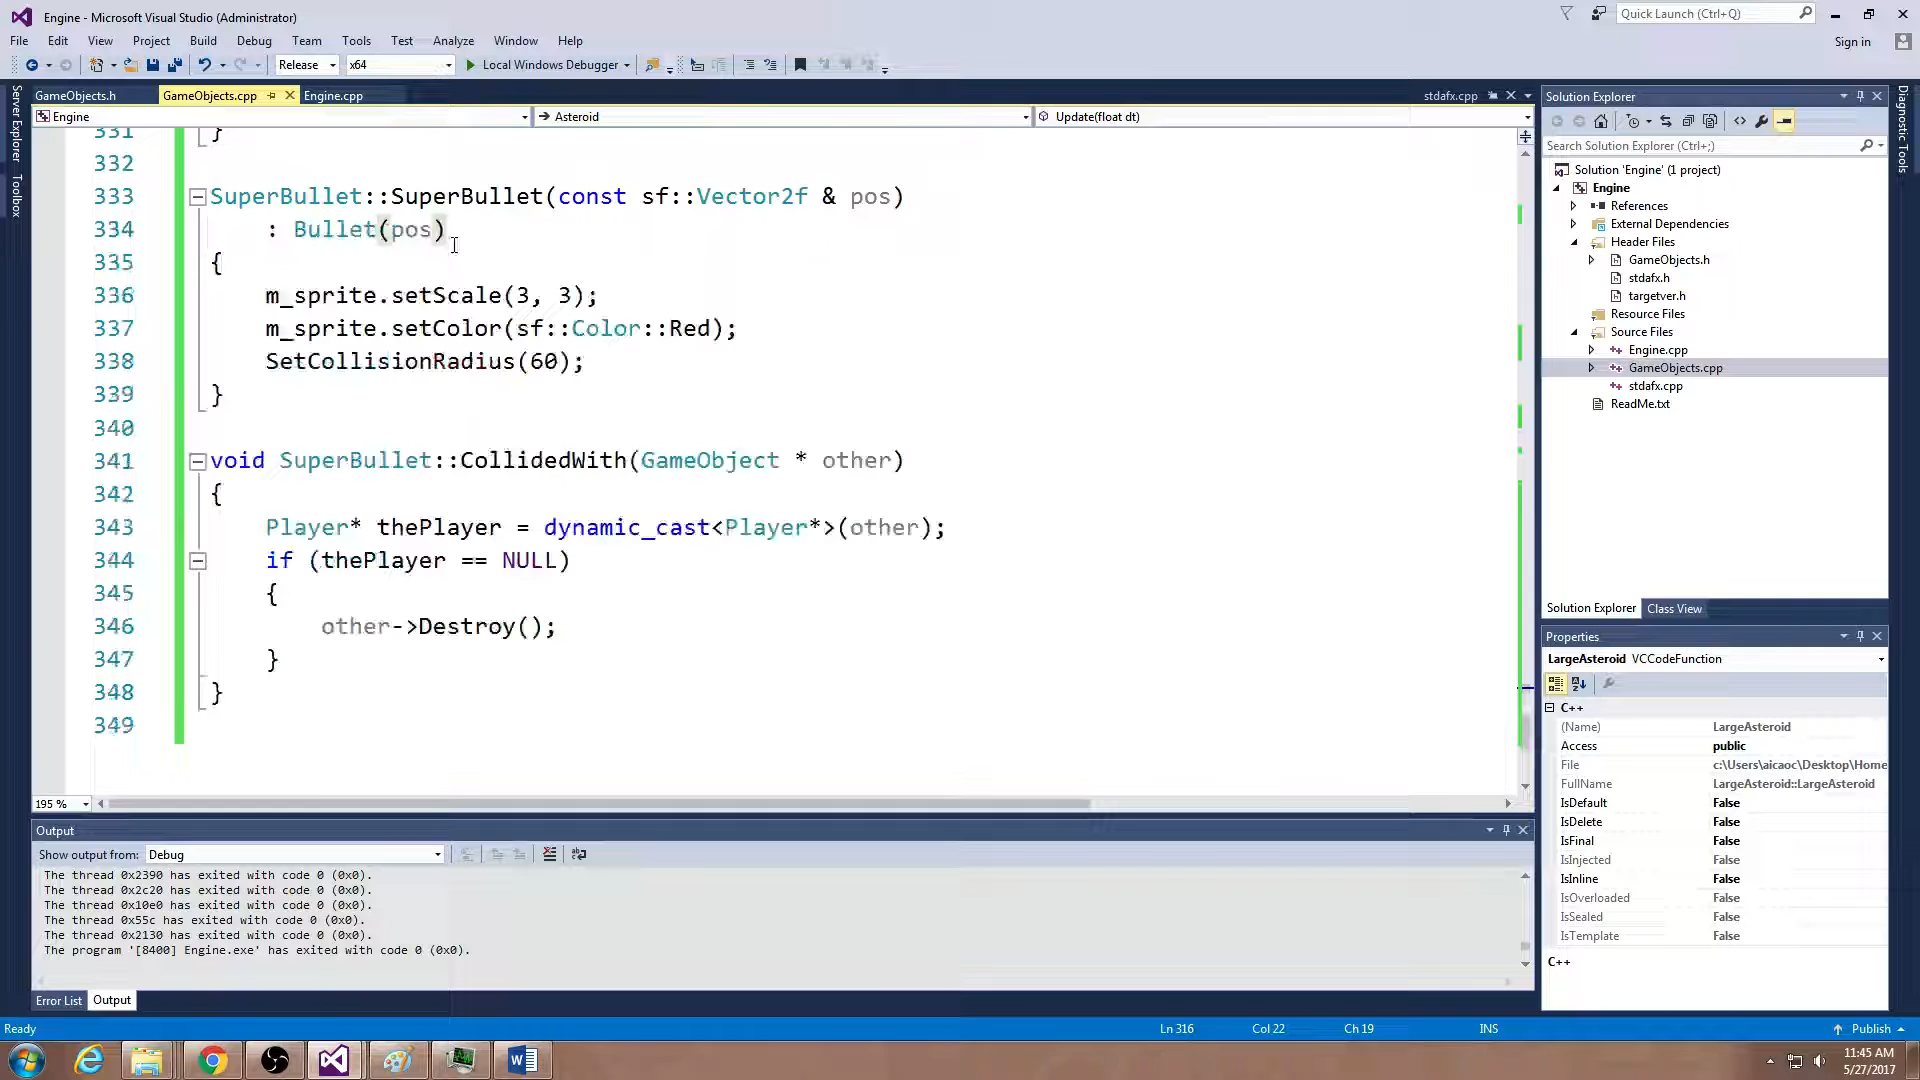 Engine - Microsoft Visual Studio (Administrator)
Quick Launch (Ctrl+Q)
File Edit View Project Build Debug Team Tools Test Analyze Window Help
Sign in
Release x64 Local Windows Debugger
GameObjects.h GameObjects.cpp Engine.cpp stdafx.cpp
Engine Asteroid Update(float dt)
Server Explorer
Toolbox
331 }
332
333 SuperBullet::SuperBullet(const sf::Vector2f & pos)
334 : Bullet(pos)
335 {
336 m_sprite.setScale(3, 3);
337 m_sprite.setColor(sf::Color::Red);
338 SetCollisionRadius(60);
339 }
340
341 void SuperBullet::CollidedWith(GameObject * other)
342 {
343 Player* thePlayer = dynamic_cast<Player*>(other);
344 if (thePlayer == NULL)
345 {
346 other->Destroy();
347 }
348 }
349
195 %
Output
Show output from: Debug
The thread 0x2390 has exited with code 0 (0x0).
The thread 0x2c20 has exited with code 0 (0x0).
The thread 0x10e0 has exited with code 0 (0x0).
The thread 0x55c has exited with code 0 (0x0).
The thread 0x2130 has exited with code 0 (0x0).
The program '[8400] Engine.exe' has exited with code 0 (0x0).
Error List Output
Solution Explorer
Search Solution Explorer (Ctrl+;)
Solution 'Engine' (1 project)
Engine
References
External Dependencies
Header Files
GameObjects.h
stdafx.h
targetver.h
Resource Files
Source Files
Engine.cpp
GameObjects.cpp
stdafx.cpp
ReadMe.txt
Solution Explorer Class View
Properties
LargeAsteroid VCCodeFunction
C++
(Name) LargeAsteroid
Access public
File c:\Users\aicaoc\Desktop\Home
FullName LargeAsteroid::LargeAsteroid
IsDefault False
IsDelete False
IsFinal False
IsInjected False
IsInline False
IsOverloaded False
IsSealed False
IsTemplate False
C++
Diagnostic Tools
Ready Ln 316 Col 22 Ch 19 INS Publish
11:45 AM
5/27/2017